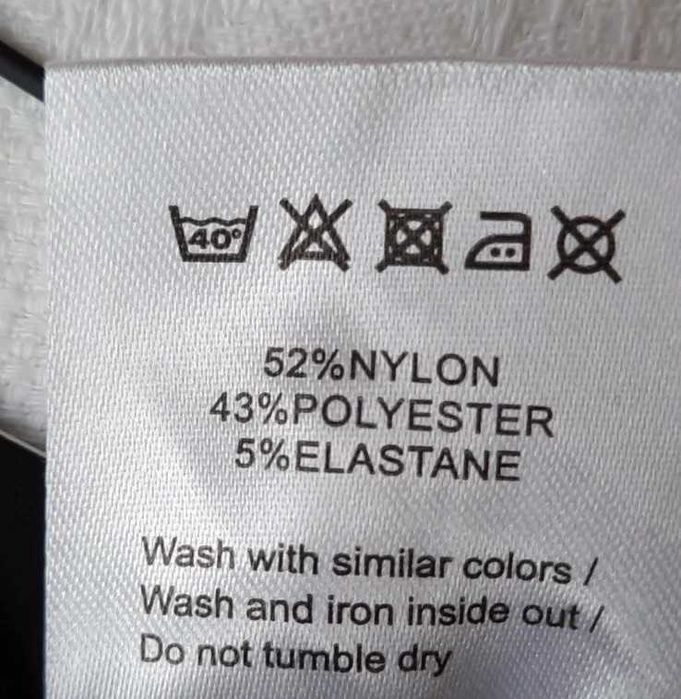 40°
52%NYLON
43%POLYESTER
5%ELASTANE
Wash with similar colors /
Wash and iron inside out /
Do not tumble dry